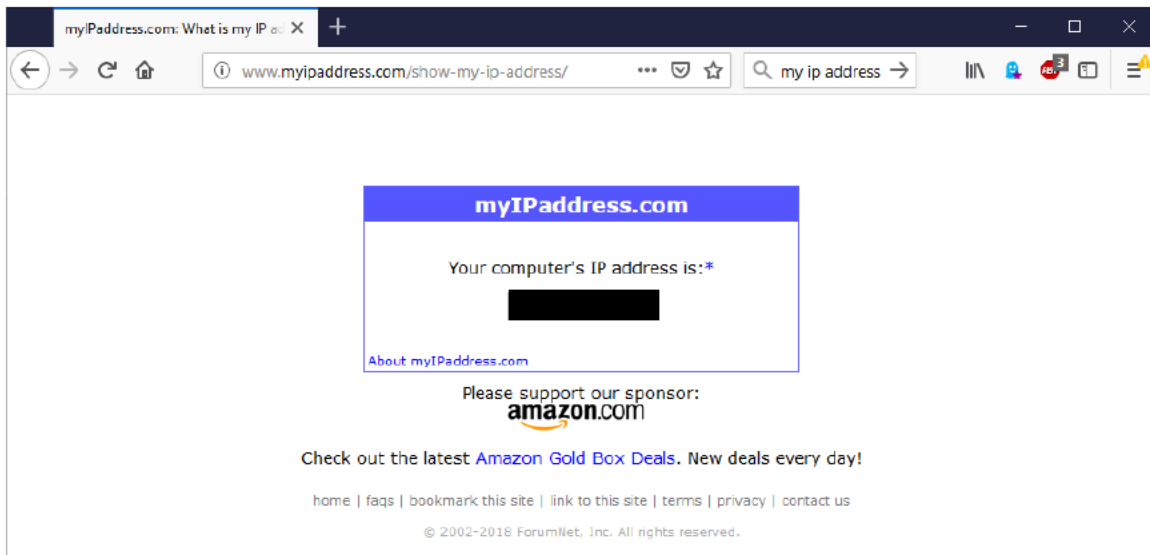 myIPaddress.com: What is my IP ad
www.myipaddress.com/show-my-ip-address/
my ip address
ABP
3
myIPaddress.com
Your computer's IP address is:*
About myIPaddress.com
Please support our sponsor:
amazon.com
Check out the latest Amazon Gold Box Deals. New deals every day!
home | faqs | bookmark this site | link to this site | terms | privacy | contact us
© 2002-2018 ForumNet, Inc. All rights reserved.